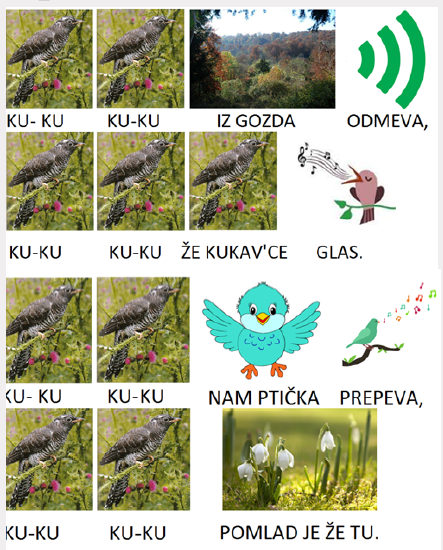 KU- KU KU-KU IZ GOZDA ODMEVA,
KU-KU KU-KU ŽE KUKAV'CE GLAS.
KU- KU KU-KU NAM PTIČKA PREPEVA,
KU-KU KU-KU POMLAD JE ŽE TU.